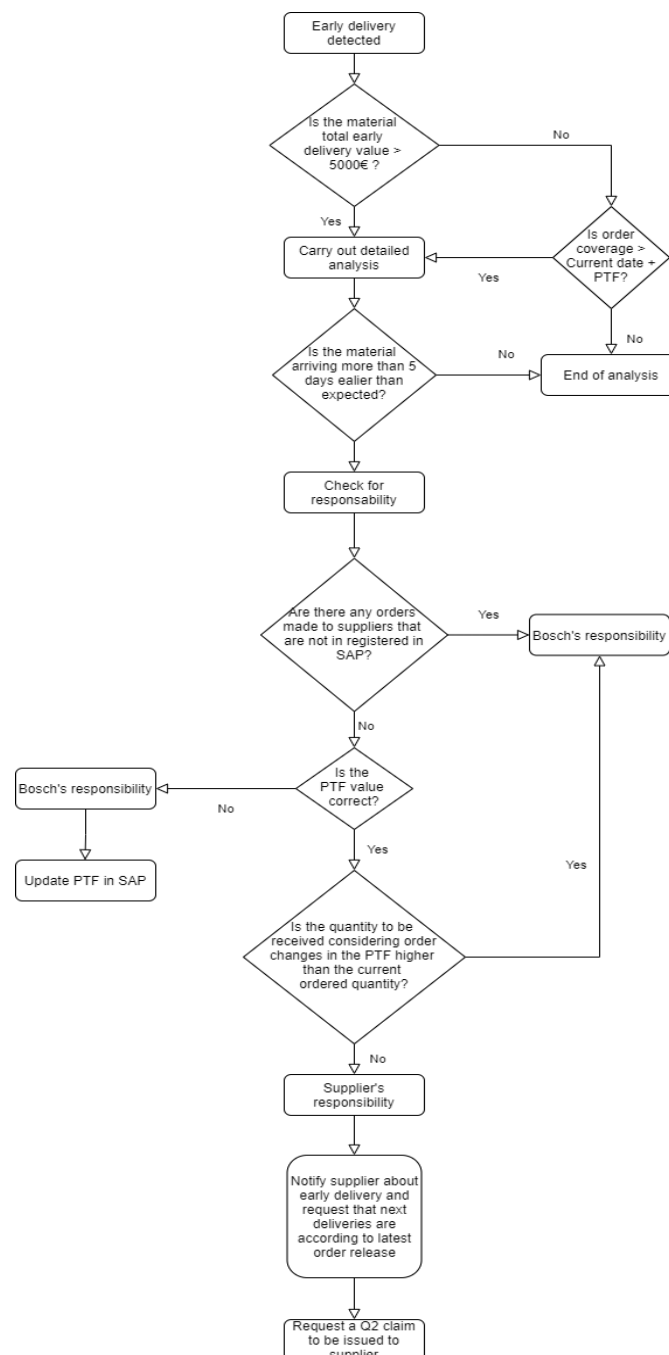 Early delivery
detected
Is the material
total early
delivery value >
5000€ ?
No
Yes
Is order
coverage >
Current date +
PTF?
Carry out detailed
analysis
Yes
No
Is the material
arriving more than 5
days ealier than
expected?
No
End of analysis
Check for
responsability
Are there any orders
made to suppliers that
are not in registered in
SAP?
Yes
Bosch's responsibility
No
Is the
PTF value
correct?
Bosch's responsibility
No
Yes
Update PTF in SAP
Yes
Is the quantity to be
received considering order
changes in the PTF higher
than the current
ordered quantity?
No
Supplier's
responsibility
Notify supplier about
early delivery and
request that next
deliveries are
according to latest
order release
Request a Q2 claim
to be issued to
supplier